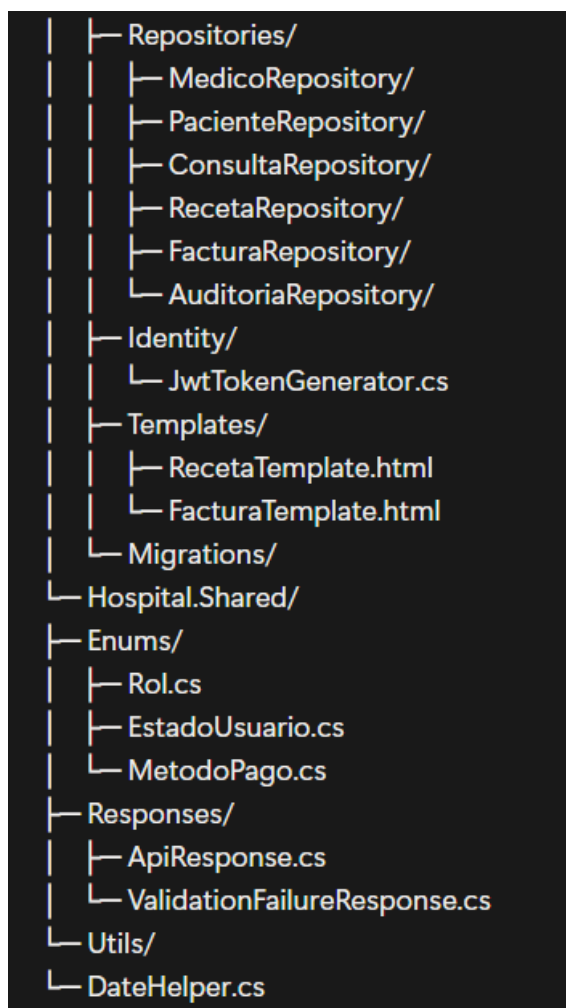 │   ├─ Repositories/
│   │   ├─ MedicoRepository/
│   │   ├─ PacienteRepository/
│   │   ├─ ConsultaRepository/
│   │   ├─ RecetaRepository/
│   │   ├─ FacturaRepository/
│   │   └─ AuditoriaRepository/
│   ├─ Identity/
│   │   └─ JwtTokenGenerator.cs
│   ├─ Templates/
│   │   ├─ RecetaTemplate.html
│   │   └─ FacturaTemplate.html
│   └─ Migrations/
└─ Hospital.Shared/
├─ Enums/
│   ├─ Rol.cs
│   ├─ EstadoUsuario.cs
│   └─ MetodoPago.cs
├─ Responses/
│   ├─ ApiResponse.cs
│   └─ ValidationFailureResponse.cs
└─ Utils/
└─ DateHelper.cs